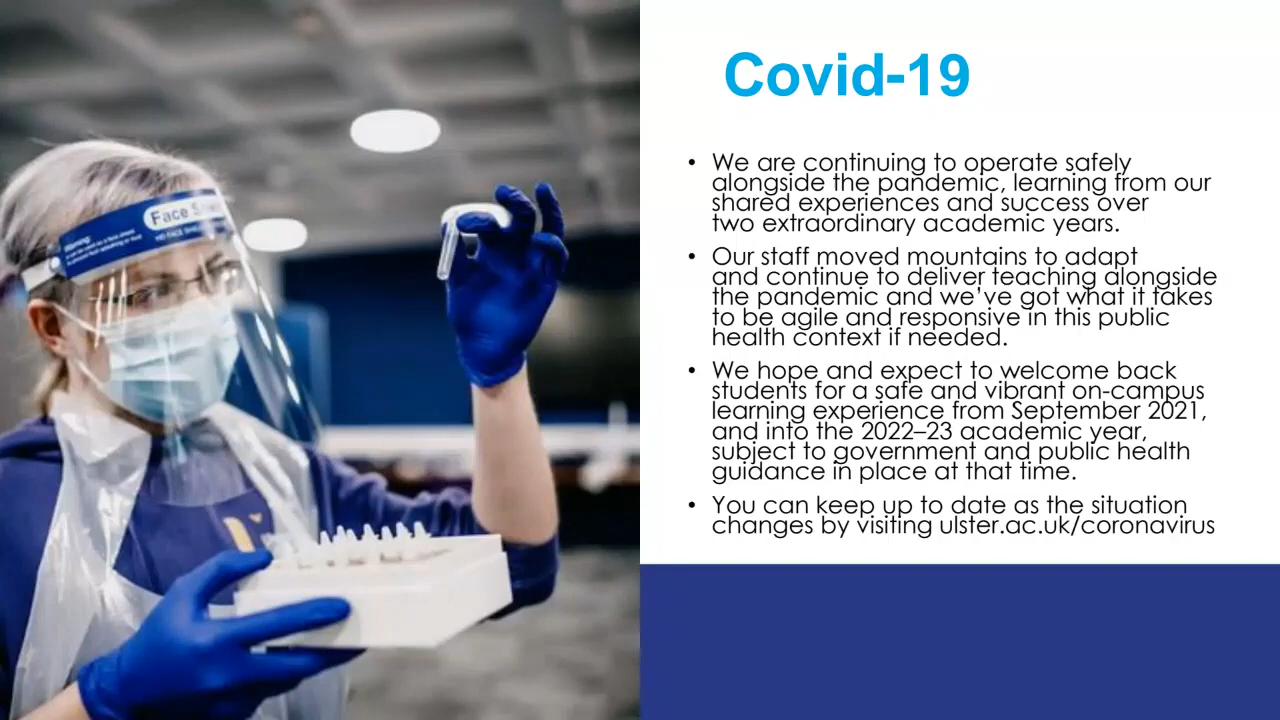 Covid-19
• We are continuing to operate safely
alongside the pandemic, learning from our
shared experiences and success over
two extraordinary academic years.
• Our staff moved mountains to adapt
and continue to deliver teaching alongside
the pandemic and we’ve got what it takes
to be agile and responsive in this public
health context if needed.
• We hope and expect to welcome back
students for a safe and vibrant on-campus
learning experience from September 2021,
and into the 2022–23 academic year,
subject to government and public health
guidance in place at that time.
• You can keep up to date as the situation
changes by visiting ulster.ac.uk/coronavirus
Face
Warning: